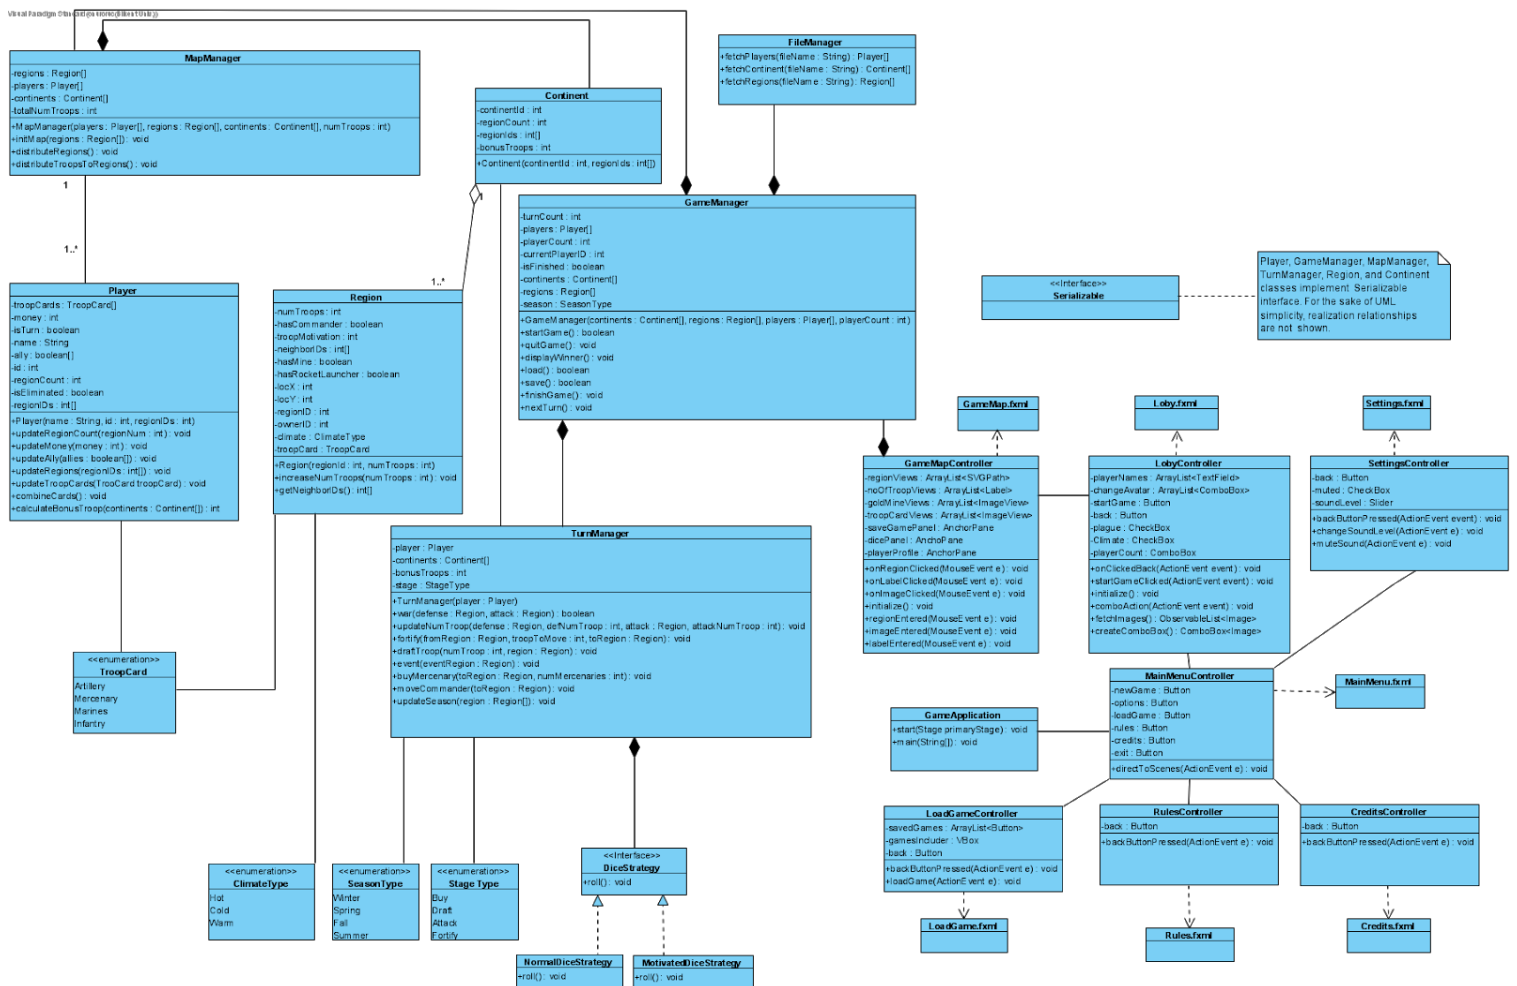 MapManager
-regions : Region[]
-players : Player[]
-continents : Continent[]
-totalNumTroops : int
+MapManager(players : Player[], regions : Region[], continents : Continent[], numTroops : int)
+initMap(regions : Region[]) : void
+distributeRegions() : void
+distributeTroopsToRegions() : void
1
1..*
FileManager
+fetchPlayers(fileName : String) : Player[]
+fetchContinent(fileName : String) : Continent[]
+fetchRegions(fileName : String) : Region[]
Continent
-continentId : int
-regionCount : int
-regionIds : int[]
-bonusTroops : int
+Continent(continentId : int, regionIds : int[])
1
1..*
GameManager
-turnCount : int
-players : Player[]
-playerCount : int
-currentPlayerID : int
-isFinished : boolean
-continents : Continent[]
-regions : Region[]
-season : SeasonType
+GameManager(continents : Continent[], regions : Region[], players : Player[], playerCount : int)
+startGame() : boolean
+quitGame() : void
+displayWinner() : void
+load() : boolean
+save() : boolean
+finishGame() : void
+nextTurn() : void
<<Interface>>
Serializable
Player, GameManager, MapManager,
TurnManager, Region, and Continent
classes implement Serializable
interface. For the sake of UML
simplicity, realization relationships
are not shown.
Player
-troopCards : TroopCard[]
-money : int
-isTurn : boolean
-name : String
-ally : boolean[]
-id : int
-regionCount : int
-isEliminated : boolean
-regionIDs : int[]
+Player(name : String, id : int, regionIDs : int)
+updateRegionCount(regionNum : int) : void
+updateMoney(money : int) : void
+updateAlly(allies : boolean[]) : void
+updateRegions(regionIDs : int[]) : void
+updateTroopCards(TrooCard troopCard) : void
+combineCards() : void
+calculateBonusTroop(continents : Continent[]) : int
Region
-numTroops : int
-hasCommander : boolean
-troopMotivation : int
-neighborIDs : int[]
-hasMine : boolean
-hasRocketLauncher : boolean
-locX : int
-locY : int
-regionID : int
-ownerID : int
-climate : ClimateType
-troopCard : TroopCard
+Region(regionId : int, numTroops : int)
+increaseNumTroops(numTroops : int) : void
+getNeighborIDs() : int[]
GameMap.fxml
Loby.fxml
Settings.fxml
GameMapController
-regionViews : ArrayList<SVGPath>
-noOfTroopViews : ArrayList<Label>
-goldMineViews : ArrayList<ImageView>
-troopCardViews : ArrayList<ImageView>
-saveGamePanel : AnchorPane
-dicePanel : AnchoPane
-playerProfile : AnchorPane
+onRegionClicked(MouseEvent e) : void
+onLabelClicked(MouseEvent e) : void
+onImageClicked(MouseEvent e) : void
+initialize() : void
+regionEntered(MouseEvent e) : void
+imageEntered(MouseEvent e) : void
+labelEntered(MouseEvent e) : void
LobyController
-playerNames : ArrayList<TextField>
-changeAvatar : ArrayList<ComboBox>
-startGame : Button
-back : Button
-plague : CheckBox
-Climate : CheckBox
-playerCount : ComboBox
+onClickedBack(ActionEvent event) : void
+startGameClicked(ActionEvent event) : void
+initialize() : void
+comboAction(ActionEvent event) : void
+fetchImages() : ObservableList<Image>
+createComboBox() : ComboBox<Image>
SettingsController
-back : Button
-muted : CheckBox
-soundLevel : Slider
+backButtonPressed(ActionEvent event) : void
+changeSoundLevel(ActionEvent e) : void
+muteSound(ActionEvent e) : void
TurnManager
-player : Player
-continents : Continent[]
-bonusTroops : int
-stage : StageType
+TurnManager(player : Player)
+war(defense : Region, attack : Region) : boolean
+updateNumTroop(defense : Region, defNumTroop : int, attack : Region, attackNumTroop : int) : void
+fortify(fromRegion : Region, troopToMove : int, toRegion : Region) : void
+draftTroop(numTroop : int, region : Region) : void
+event(eventRegion : Region) : void
+buyMercenary(toRegion : Region, numMercenaries : int) : void
+moveCommander(toRegion : Region) : void
+updateSeason(region : Region[]) : void
<<enumeration>>
TroopCard
Artillery
Mercenary
Marines
Infantry
MainMenuController
-newGame : Button
-options : Button
-loadGame : Button
-rules : Button
-credits : Button
-exit : Button
+directToScenes(ActionEvent e) : void
MainMenu.fxml
GameApplication
+start(Stage primaryStage) : void
+main(String[]) : void
LoadGameController
-savedGames : ArrayList<Button>
-gamesIncluder : VBox
-back : Button
+backButtonPressed(ActionEvent e) : void
+loadGame(ActionEvent e) : void
RulesController
-back : Button
+backButtonPressed(ActionEvent e) : void
CreditsController
-back : Button
+backButtonPressed(ActionEvent e) : void
<<enumeration>>
ClimateType
Hot
Cold
Warm
<<enumeration>>
SeasonType
Winter
Spring
Fall
Summer
<<enumeration>>
Stage Type
Buy
Draft
Attack
Fortify
<<Interface>>
DiceStrategy
+roll() : void
LoadGame.fxml
Rules.fxml
Credits.fxml
NormalDiceStrategy
+roll() : void
MotivatedDiceStrategy
+roll() : void